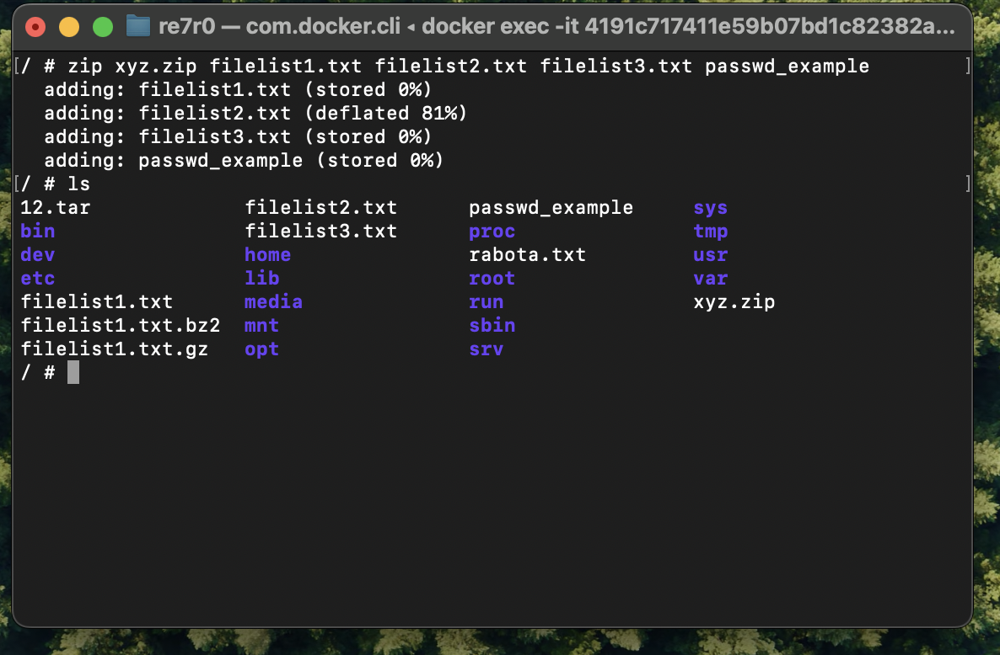 re7r0 — com.docker.cli ◂ docker exec -it 4191c717411e59b07bd1c82382a...
[/ # zip xyz.zip filelist1.txt filelist2.txt filelist3.txt passwd_example ]
  adding: filelist1.txt (stored 0%)
  adding: filelist2.txt (deflated 81%)
  adding: filelist3.txt (stored 0%)
  adding: passwd_example (stored 0%)
[/ # ls ]
12.tar             filelist2.txt      passwd_example     sys
bin                filelist3.txt      proc               tmp
dev                home               rabota.txt         usr
etc                lib                root               var
filelist1.txt      media              run                xyz.zip
filelist1.txt.bz2  mnt                sbin
filelist1.txt.gz   opt                srv
/ #